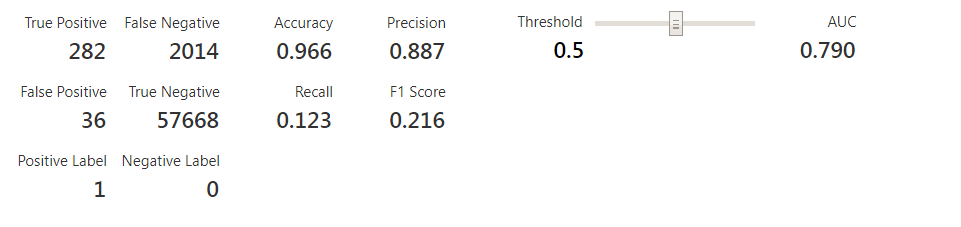 True Positive False Negative Accuracy Precision Threshold AUC
282 2014 0.966 0.887 0.5 0.790
False Positive True Negative Recall F1 Score
36 57668 0.123 0.216
Positive Label Negative Label
1 0